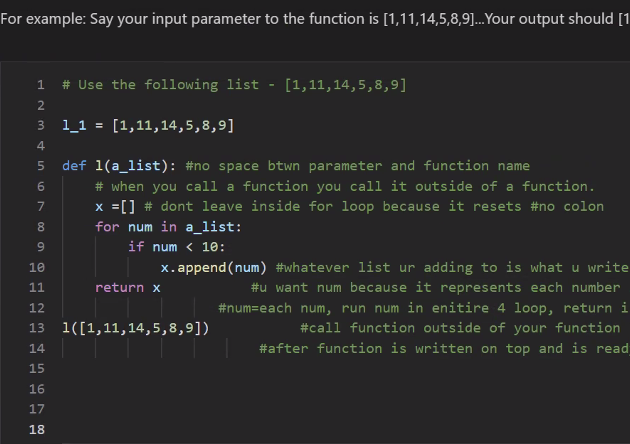 For example: Say your input parameter to the function is [1,11,14,5,8,9]...Your output should [1
1 # Use the following list - [1,11,14,5,8,9]
2
3 l_1 = [1,11,14,5,8,9]
4
5 def l(a_list): #no space btwn parameter and function name
6 # when you call a function you call it outside of a function.
7 x =[] # dont leave inside for loop because it resets #no colon
8 for num in a_list:
9 if num < 10:
10 x.append(num) #whatever list ur adding to is what u write
11 return x #u want num because it represents each number
12 #num=each num, run num in enitire 4 loop, return i
13 l([1,11,14,5,8,9]) #call function outside of your function
14 #after function is written on top and is read
15
16
17
18